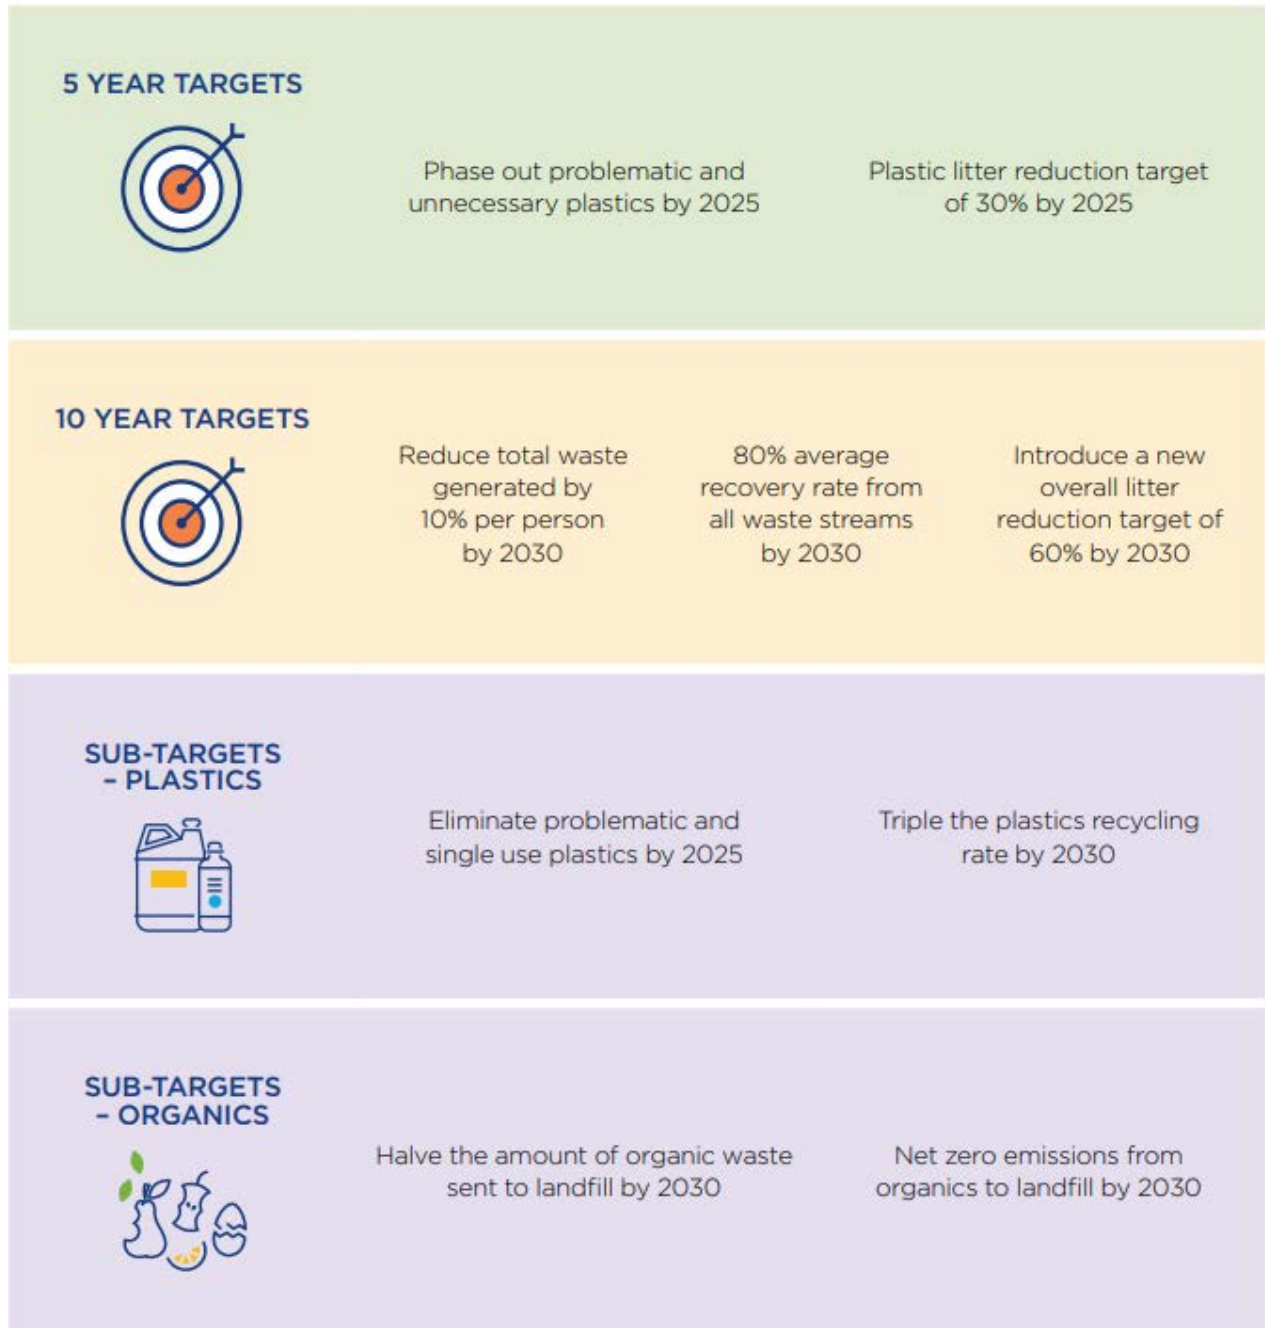 5 YEAR TARGETS
Phase out problematic and
unnecessary plastics by 2025
Plastic litter reduction target
of 30% by 2025
10 YEAR TARGETS
Reduce total waste
generated by
10% per person
by 2030
80% average
recovery rate from
all waste streams
by 2030
Introduce a new
overall litter
reduction target of
60% by 2030
SUB-TARGETS
– PLASTICS
Eliminate problematic and
single use plastics by 2025
Triple the plastics recycling
rate by 2030
SUB-TARGETS
– ORGANICS
Halve the amount of organic waste
sent to landfill by 2030
Net zero emissions from
organics to landfill by 2030